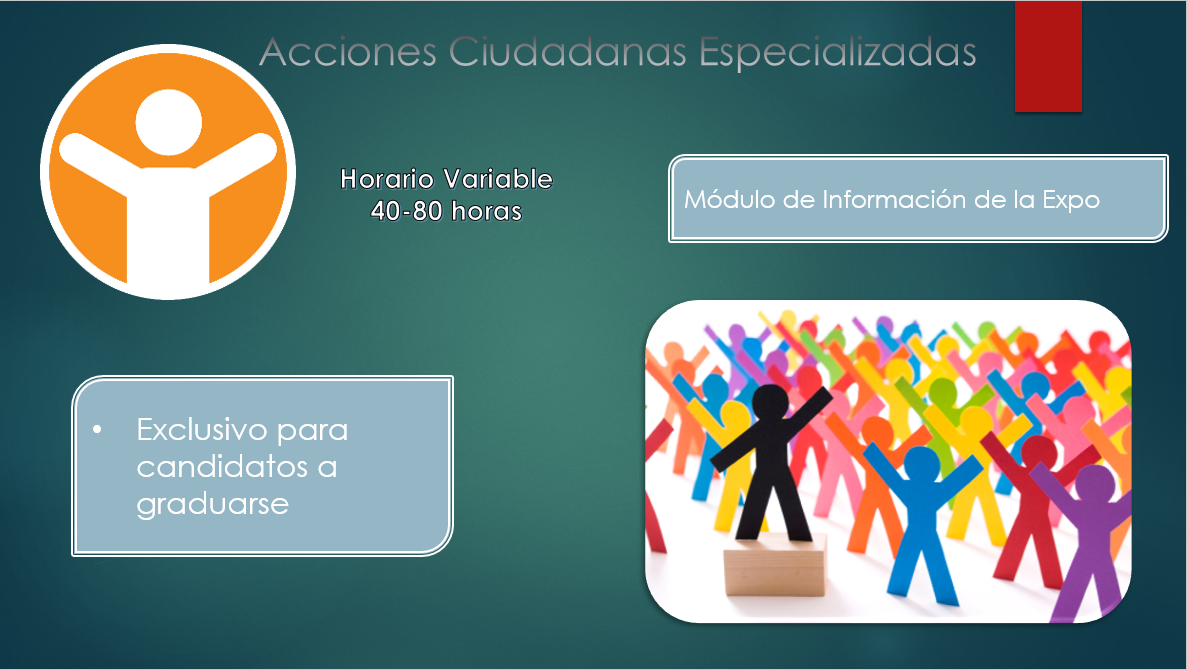 Acciones Ciudadanas Especializadas
Horario Variable
40-80 horas
Módulo de Información de la Expo
• Exclusivo para
candidatos a
graduarse